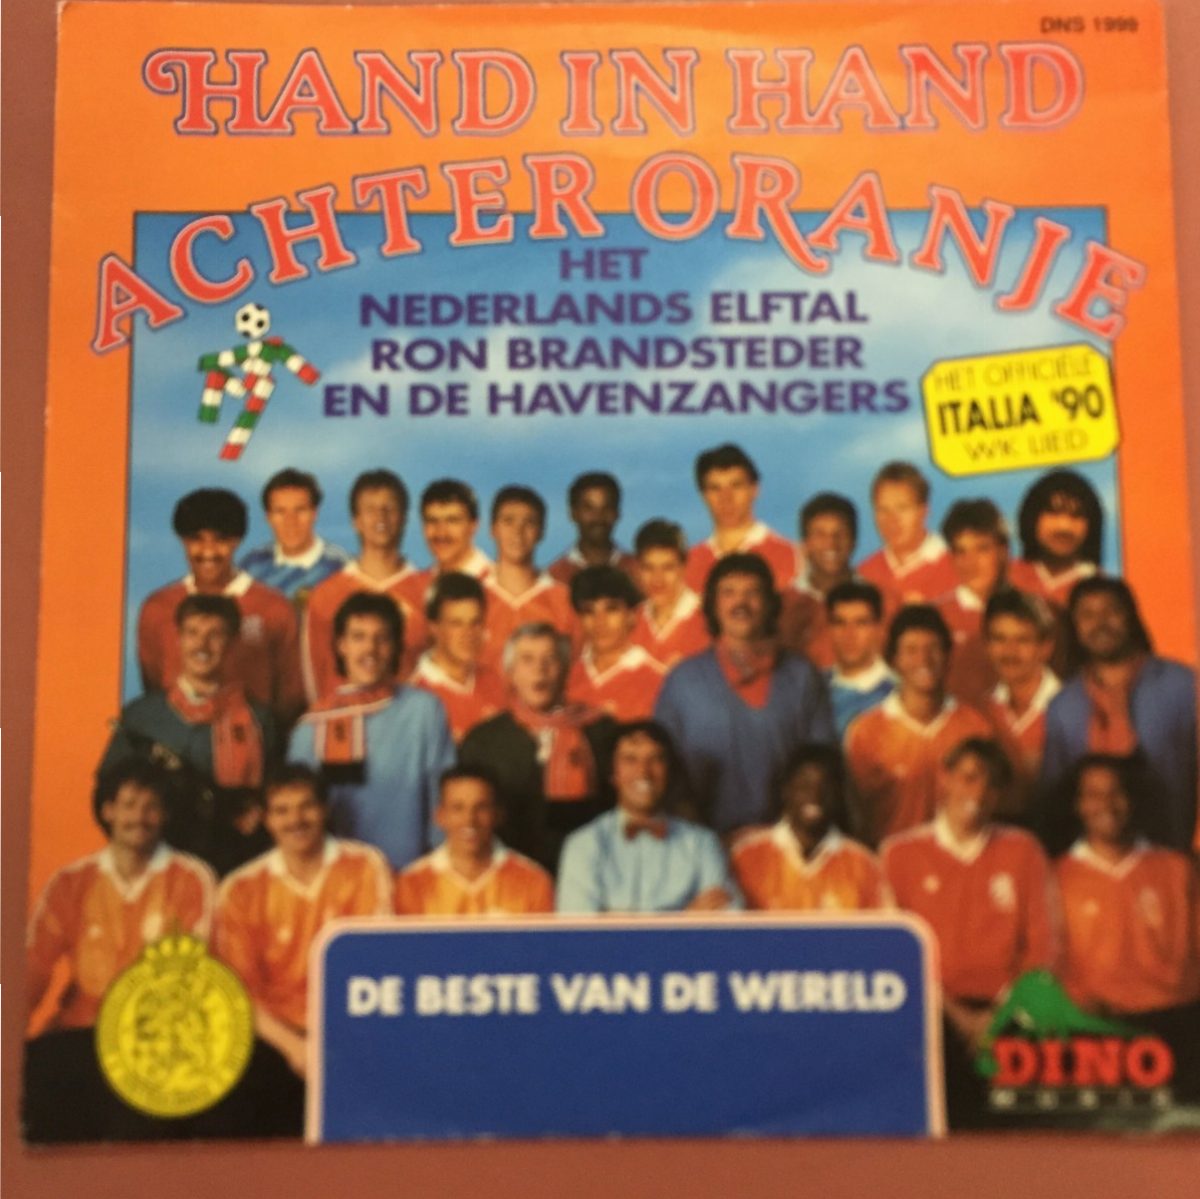 DNS 1999
HAND IN HAND
ACHTER ORANJE
HET
NEDERLANDS ELFTAL
RON BRANDSTEDER
EN DE HAVENZANGERS
HET OFFICIËLE
ITALIA '90
WK LIED
DE BESTE VAN DE WERELD
DINO
MUSIC